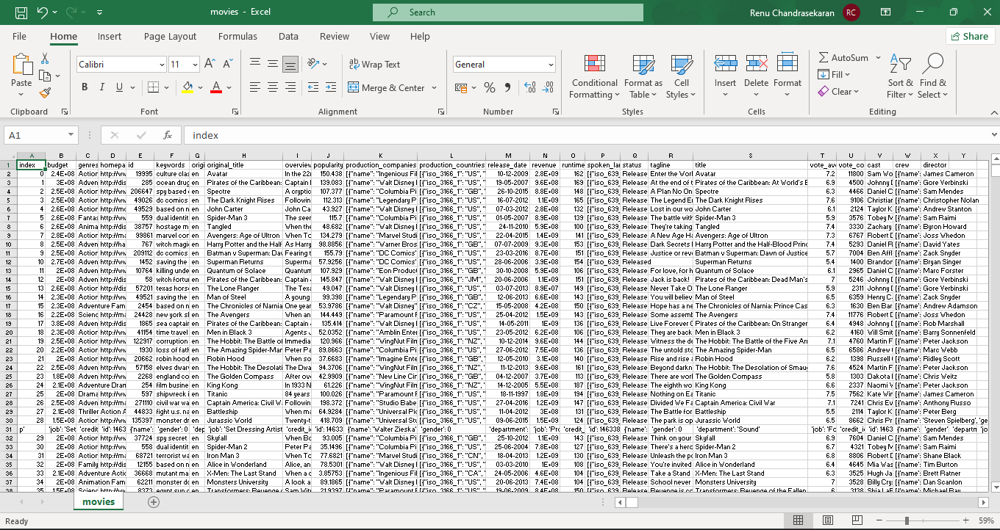 movies - Excel
Search
Renu Chandrasekaran
RC
File Home Insert Page Layout Formulas Data Review View Help
Share
Paste
Clipboard
Calibri 11
B I U
Font
Wrap Text
Merge & Center
Alignment
General
Number
Conditional Formatting
Format as Table
Cell Styles
Styles
Insert Delete Format
Cells
AutoSum
Fill
Clear
Sort & Filter
Find & Select
Editing
A1
fx
index
A B C D E F G H I J K L M N O P Q R S T U V W X Y
1 index budget genres homepa id keywords origi original_title overview popularity production_companies production_countries release_date revenue runtime spoken_lan status tagline title vote_ave vote_co cast crew director
2 0 2.4E+08 Action http://ww 19995 culture clas en Avatar In the 22 150.438 [{"name": "Ingenious Fil [{"iso_3166_1": "US", " 10-12-2009 2.8E+09 162 [{"iso_639_ Release Enter the Worl Avatar 7.2 11800 Sam Wo [{'name': James Cameron
3 1 3E+08 Adven http://dis 285 ocean drug en Pirates of the Caribbean: Captain 139.083 [{"name": "Walt Disney [{"iso_3166_1": "US", " 19-05-2007 9.6E+08 169 [{"iso_639_ Release At the end of t Pirates of the Caribbean: At World's E 6.9 4500 Johnny [{'name': Gore Verbinski
4 2 2.5E+08 Action http://ww 206647 spy based en Spectre A cryptic 107.377 [{"name": "Columbia Pi [{"iso_3166_1": "GB", " 26-10-2015 8.8E+08 148 [{"iso_639_ Release A Plan No On Spectre 6.3 4466 Daniel C [{'name': Sam Mendes
5 3 2.5E+08 Action http://ww 49026 dc comics en The Dark Knight Rises Followin 112.313 [{"name": "Legendary P [{"iso_3166_1": "US", " 16-07-2012 1.1E+09 165 [{"iso_639_ Release The Legend E The Dark Knight Rises 7.6 9106 Christian [{'name': Christopher Nolan
6 4 2.6E+08 Action http://mo 49529 based on n en John Carter John Ca 43.927 [{"name": "Walt Disney [{"iso_3166_1": "US", " 07-03-2012 2.8E+08 132 [{"iso_639_ Release Lost in our wo John Carter 6.1 2124 Taylor K [{'name': Andrew Stanton
7 5 2.6E+08 Fantas http://ww 559 dual identit en Spider-Man 3 The seer 115.7 [{"name": "Columbia Pi [{"iso_3166_1": "US", " 01-05-2007 8.9E+08 139 [{"iso_639_ Release The battle with Spider-Man 3 5.9 3576 Tobey M [{'name': Sam Raimi
8 6 2.6E+08 Anima http://dis 38757 hostage m en Tangled When the 48.682 [{"name": "Walt Disney [{"iso_3166_1": "US", " 24-11-2010 5.9E+08 100 [{"iso_639_ Release They're taking Tangled 7.4 3330 Zachary [{'name': Byron Howard
9 7 2.8E+08 Action http://ma 99861 marvel cor en Avengers: Age of Ultron When To 134.279 [{"name": "Marvel Studi [{"iso_3166_1": "US", " 22-04-2015 1.4E+09 141 [{"iso_639_ Release A New Age Ha Avengers: Age of Ultron 7.3 6767 Robert D [{'name': Joss Whedon
10 8 2.5E+08 Adven http://ha 767 witch magi en Harry Potter and the Half As Harry 98.8856 [{"name": "Warner Bros [{"iso_3166_1": "GB", " 07-07-2009 9.3E+08 153 [{"iso_639_ Release Dark Secrets Harry Potter and the Half-Blood Princ 7.4 5293 Daniel R [{'name': David Yates
11 9 2.5E+08 Action http://ww 209112 dc comics en Batman v Superman: Da Fearing t 155.79 [{"name": "DC Comics" [{"iso_3166_1": "US", " 23-03-2016 8.7E+08 151 [{"iso_639_ Release Justice or reve Batman v Superman: Dawn of Justice 5.7 7004 Ben Affl [{'name': Zack Snyder
12 10 2.7E+08 Adven http://ww 1452 saving the en Superman Returns Superma 57.9256 [{"name": "DC Comics" [{"iso_3166_1": "US", " 28-06-2006 3.9E+08 154 [{"iso_639_ Released Superman Returns 5.4 1400 Brandon [{'name': Bryan Singer
13 11 2E+08 Adven http://ww 10764 killing unde en Quantum of Solace Quantum 107.929 [{"name": "Eon Product [{"iso_3166_1": "GB", " 30-10-2008 5.9E+08 106 [{"iso_639_ Release For love, for h Quantum of Solace 6.1 2965 Daniel C [{'name': Marc Forster
14 12 2E+08 Adven http://dis 58 witch fortu en Pirates of the Caribbean: Captain 145.847 [{"name": "Walt Disney [{"iso_3166_1": "JM", " 20-06-2006 1.1E+09 151 [{"iso_639_ Release Jack is back! Pirates of the Caribbean: Dead Man's 7 5246 Johnny [{'name': Gore Verbinski
15 13 2.6E+08 Action http://dis 57201 texas horse en The Lone Ranger The Texa 49.047 [{"name": "Walt Disney [{"iso_3166_1": "US", " 03-07-2013 8.9E+07 149 [{"iso_639_ Release Never Take O The Lone Ranger 5.9 2311 Johnny [{'name': Gore Verbinski
16 14 2.3E+08 Action http://ww 49521 saving the en Man of Steel A young 99.398 [{"name": "Legendary P [{"iso_3166_1": "GB", " 12-06-2013 6.6E+08 143 [{"iso_639_ Release You will believ Man of Steel 6.5 6359 Henry C [{'name': Zack Snyder
17 15 2.3E+08 Adventure Fam 2454 based on n en The Chronicles of Narnia One year 53.9786 [{"name": "Walt Disney" [{"iso_3166_1": "CZ", " 15-05-2008 4.2E+08 150 [{"iso_639_ Release Hope has a ne The Chronicles of Narnia: Prince Cas 6.3 1630 Ben Bar [{'name': Andrew Adamson
18 16 2.2E+08 Scienc http://ma 24428 new york sl en The Avengers When an 144.449 [{"name": "Paramount [{"iso_3166_1": "US", " 25-04-2012 1.5E+09 143 [{"iso_639_ Release Some assemb The Avengers 7.4 11776 Robert D [{'name': Joss Whedon
19 17 3.8E+08 Adven http://dis 1865 sea captain en Pirates of the Caribbean: Captain 135.414 [{"name": "Walt Disney [{"iso_3166_1": "US", " 14-05-2011 1E+09 136 [{"iso_639_ Release Live Forever Pirates of the Caribbean: On Stranger 6.4 4948 Johnny [{'name': Rob Marshall
20 18 2.3E+08 Action http://ww 41154 time travel en Men in Black 3 Agents J 52.0352 [{"name": "Amblin Enter [{"iso_3166_1": "US", " 23-05-2012 6.2E+08 106 [{"iso_639_ Release They are back Men in Black 3 6.2 4160 Will Smit [{'name': Barry Sonnenfeld
21 19 2.5E+08 Action http://ww 122917 corruption en The Hobbit: The Battle of Immedia 120.966 [{"name": "WingNut Film [{"iso_3166_1": "NZ", " 10-12-2014 9.6E+08 144 [{"iso_639_ Release Witness the de The Hobbit: The Battle of the Five Arr 7.1 4760 Martin F [{'name': Peter Jackson
22 20 2.2E+08 Action http://ww 1930 loss of fath en The Amazing Spider-Man Peter Pa 89.8663 [{"name": "Columbia Pi [{"iso_3166_1": "US", " 27-06-2012 7.5E+08 136 [{"iso_639_ Release The untold sto The Amazing Spider-Man 6.5 6586 Andrew [{'name': Marc Webb
23 21 2E+08 Action http://ww 20662 robin hood en Robin Hood When so 37.6683 [{"name": "Imagine Ente [{"iso_3166_1": "GB", " 12-05-2010 3.1E+08 140 [{"iso_639_ Release Rise and rise Robin Hood 6.2 1398 Russell [{'name': Ridley Scott
24 22 2.5E+08 Adven http://ww 57158 elves dwar en The Hobbit: The Desolati The Dwa 94.3706 [{"name": "WingNut Film [{"iso_3166_1": "NZ", " 11-12-2013 9.6E+08 161 [{"iso_639_ Release Beyond darkn The Hobbit: The Desolation of Smaug 7.6 4524 Martin F [{'name': Peter Jackson
25 23 1.8E+08 Adven http://ww 2268 england co en The Golden Compass After ov 42.9909 [{"name": "New Line Cin [{"iso_3166_1": "GB", " 04-12-2007 3.7E+08 113 [{"iso_639_ Release There are worl The Golden Compass 5.8 1303 Dakota [{'name': Chris Weitz
26 24 2.1E+08 Adventure Dram 254 film busine en King Kong In 1933 N 61.226 [{"name": "WingNut Film [{"iso_3166_1": "NZ", " 14-12-2005 5.5E+08 187 [{"iso_639_ Release The eighth wo King Kong 6.6 2337 Naomi [{'name': Peter Jackson
27 25 2E+08 Drama http://ww 597 shipwreck i en Titanic 84 years 100.026 [{"name": "Paramount [{"iso_3166_1": "US", " 18-11-1997 1.8E+09 194 [{"iso_639_ Release Nothing on Ea Titanic 7.5 7562 Kate Win [{'name': James Cameron
28 26 2.5E+08 Adven http://ma 271110 civil war wa en Captain America: Civil W Followin 198.372 [{"name": "Studio Babe [{"iso_3166_1": "US", " 27-04-2016 1.2E+09 147 [{"iso_639_ Release Divided We Fa Captain America: Civil War 7.1 7241 Chris Ev [{'name': Anthony Russo
29 27 2.1E+08 Thriller Action A 44833 fight u.s. na en Battleship When ma 64.9284 [{"name": "Universal Pic [{"iso_3166_1": "US", " 11-04-2012 3E+08 131 [{"iso_639_ Release The Battle for Battleship 5.5 2114 Taylor K [{'name': Peter Berg
30 28 1.5E+08 Action http://ww 135397 monster de en Jurassic World Twenty-t 418.709 [{"name": "Universal Stu [{"iso_3166_1": "US", " 09-06-2015 1.5E+09 124 [{"iso_639_ Release The park is op Jurassic World 6.5 8662 Chris Pr [{'name': 'Steven Spielberg', 'ge
31 p' 'job': 'Set 'credit_ id': 14633 {'name': 'gender': 0 'dep 'job': 'Set Dressing Artist' 'credit_i 'id': 14633 {'name': 'Walter Zieska' 'gender': 0 'department' 'job': 'Pro 'credit_ 'id': 146338 {'name': 'gender': 0 'department': 'Sound' 'job': 'Fo 'credit_i 'id': 1463 {'name': 'gender' 'departm 'jo
32 29 2E+08 Action http://ww 37724 spy secret en Skyfall When Bo 93.005 [{"name": "Columbia Pi [{"iso_3166_1": "GB", " 25-10-2012 1.1E+09 143 [{"iso_639_ Release Think on your Skyfall 6.9 7604 Daniel C [{'name': Sam Mendes
33 30 2E+08 Action http://ww 558 dual identit en Spider-Man 2 Peter Pa 35.1496 [{"name": "Columbia Pi [{"iso_3166_1": "US", " 25-06-2004 7.8E+08 127 [{"iso_639_ Release There's a hero Spider-Man 2 6.7 4321 Tobey M [{'name': Sam Raimi
34 31 2E+08 Action http://ma 68721 terrorist wa en Iron Man 3 When To 77.6821 [{"name": "Marvel Studi [{"iso_3166_1": "CN", " 18-04-2013 1.2E+09 130 [{"iso_639_ Release Unleash the po Iron Man 3 6.8 8806 Robert D [{'name': Shane Black
35 32 2E+08 Family http://dis 12155 based on n en Alice in Wonderland Alice, an 78.5301 [{"name": "Walt Disney [{"iso_3166_1": "US", " 03-03-2010 1E+09 108 [{"iso_639_ Release You're invited Alice in Wonderland 6.4 4645 Mia Was [{'name': Tim Burton
36 33 2.1E+08 Adventure Actio 36668 mutant ma en X-Men: The Last Stand When a c 3.85753 [{"name": "Ingenious Fil [{"iso_3166_1": "CA", " 24-05-2006 4.6E+08 104 [{"iso_639_ Release Take a Stand X-Men: The Last Stand 6.3 3525 Hugh Ja [{'name': Brett Ratner
37 34 2E+08 Animation Fam 62211 monster do en Monsters University A look a 89.1865 [{"name": "Walt Disney [{"iso_3166_1": "US", " 20-06-2013 7.4E+08 104 [{"iso_639_ Release School never Monsters University 7 3528 Billy Crys [{'name': Dan Scanlon
38 35 1.5E+08 Scienc http://ww 8373 en Transformers: Revenge Sam Wit 21.9397 [{"name": "Paramount [{"iso_3166_1": "US", " 19-06-2009 8.4E+08 150 [{"iso_639_ Release Revenge is co Transformers: Revenge of the Fallen 6 3138 Shia LaB [{'name': Michael Bay
movies
Ready
59%